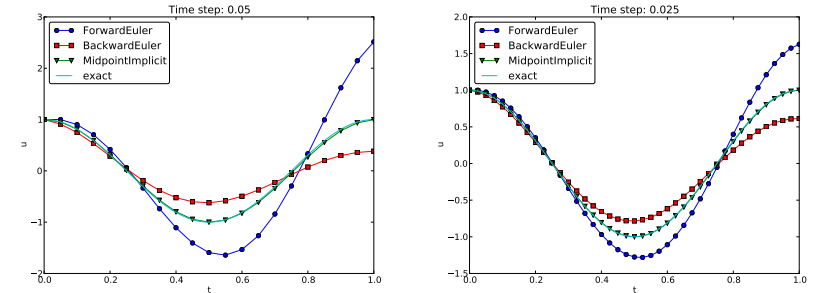 Time step: 0.05
3
2
1
0
−1
−2
u
ForwardEuler
BackwardEuler
MidpointImplicit
exact
0.0
0.2
0.4
0.6
0.8
1.0
t
Time step: 0.025
2.0
1.5
1.0
0.5
0.0
−0.5
−1.0
−1.5
u
ForwardEuler
BackwardEuler
MidpointImplicit
exact
0.0
0.2
0.4
0.6
0.8
1.0
t